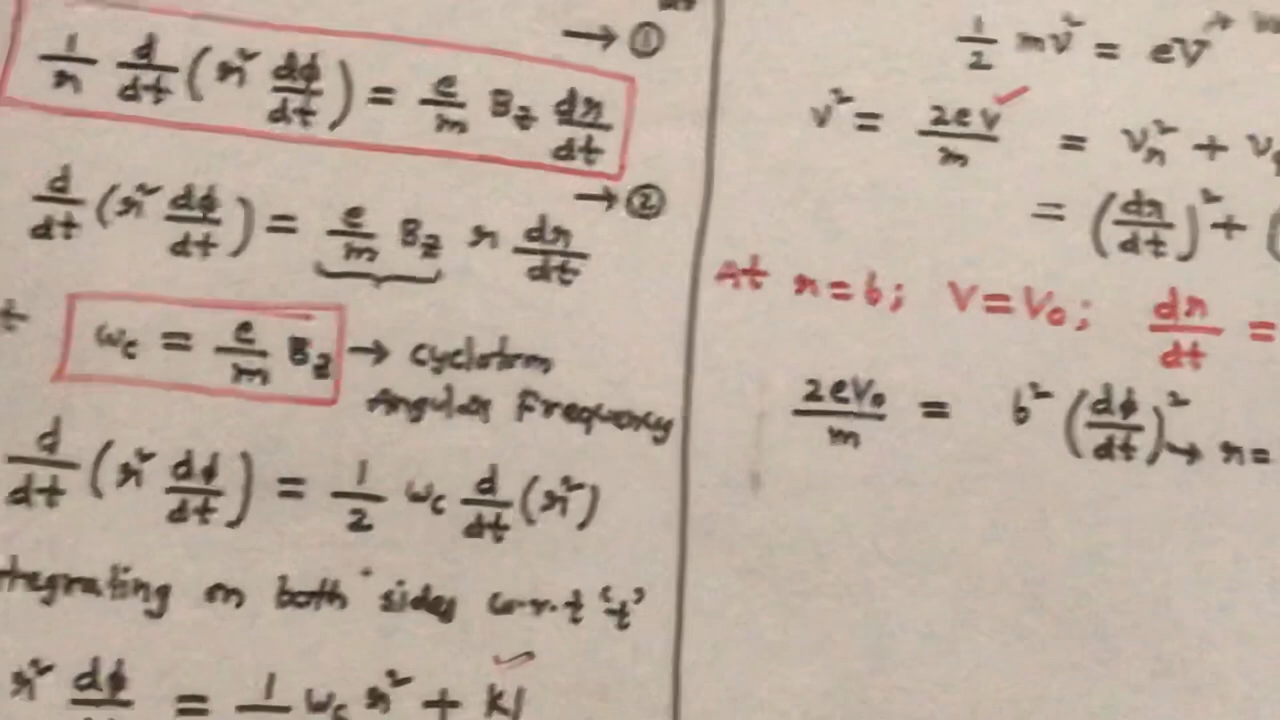 → ①
1/r d/dt (r² dϕ/dt) = e/m B_z dr/dt
→ ②
d/dt (r² dϕ/dt) = e/m B_z r dr/dt
ω_c = e/m B_z → cyclotron
Angular Frequency
d/dt (r² dϕ/dt) = 1/2 ω_c d/dt (r²)
tegrating on both sides w.r.t 't'
r² dϕ = 1 ω_c r² + k1
1/2 mv² = eV
v² = 2eV/m = v_r² + v
= (dr/dt)² + (
At r=b; V=V₀; dr/dt =
2eV₀/m = b² (dϕ/dt)² → r=